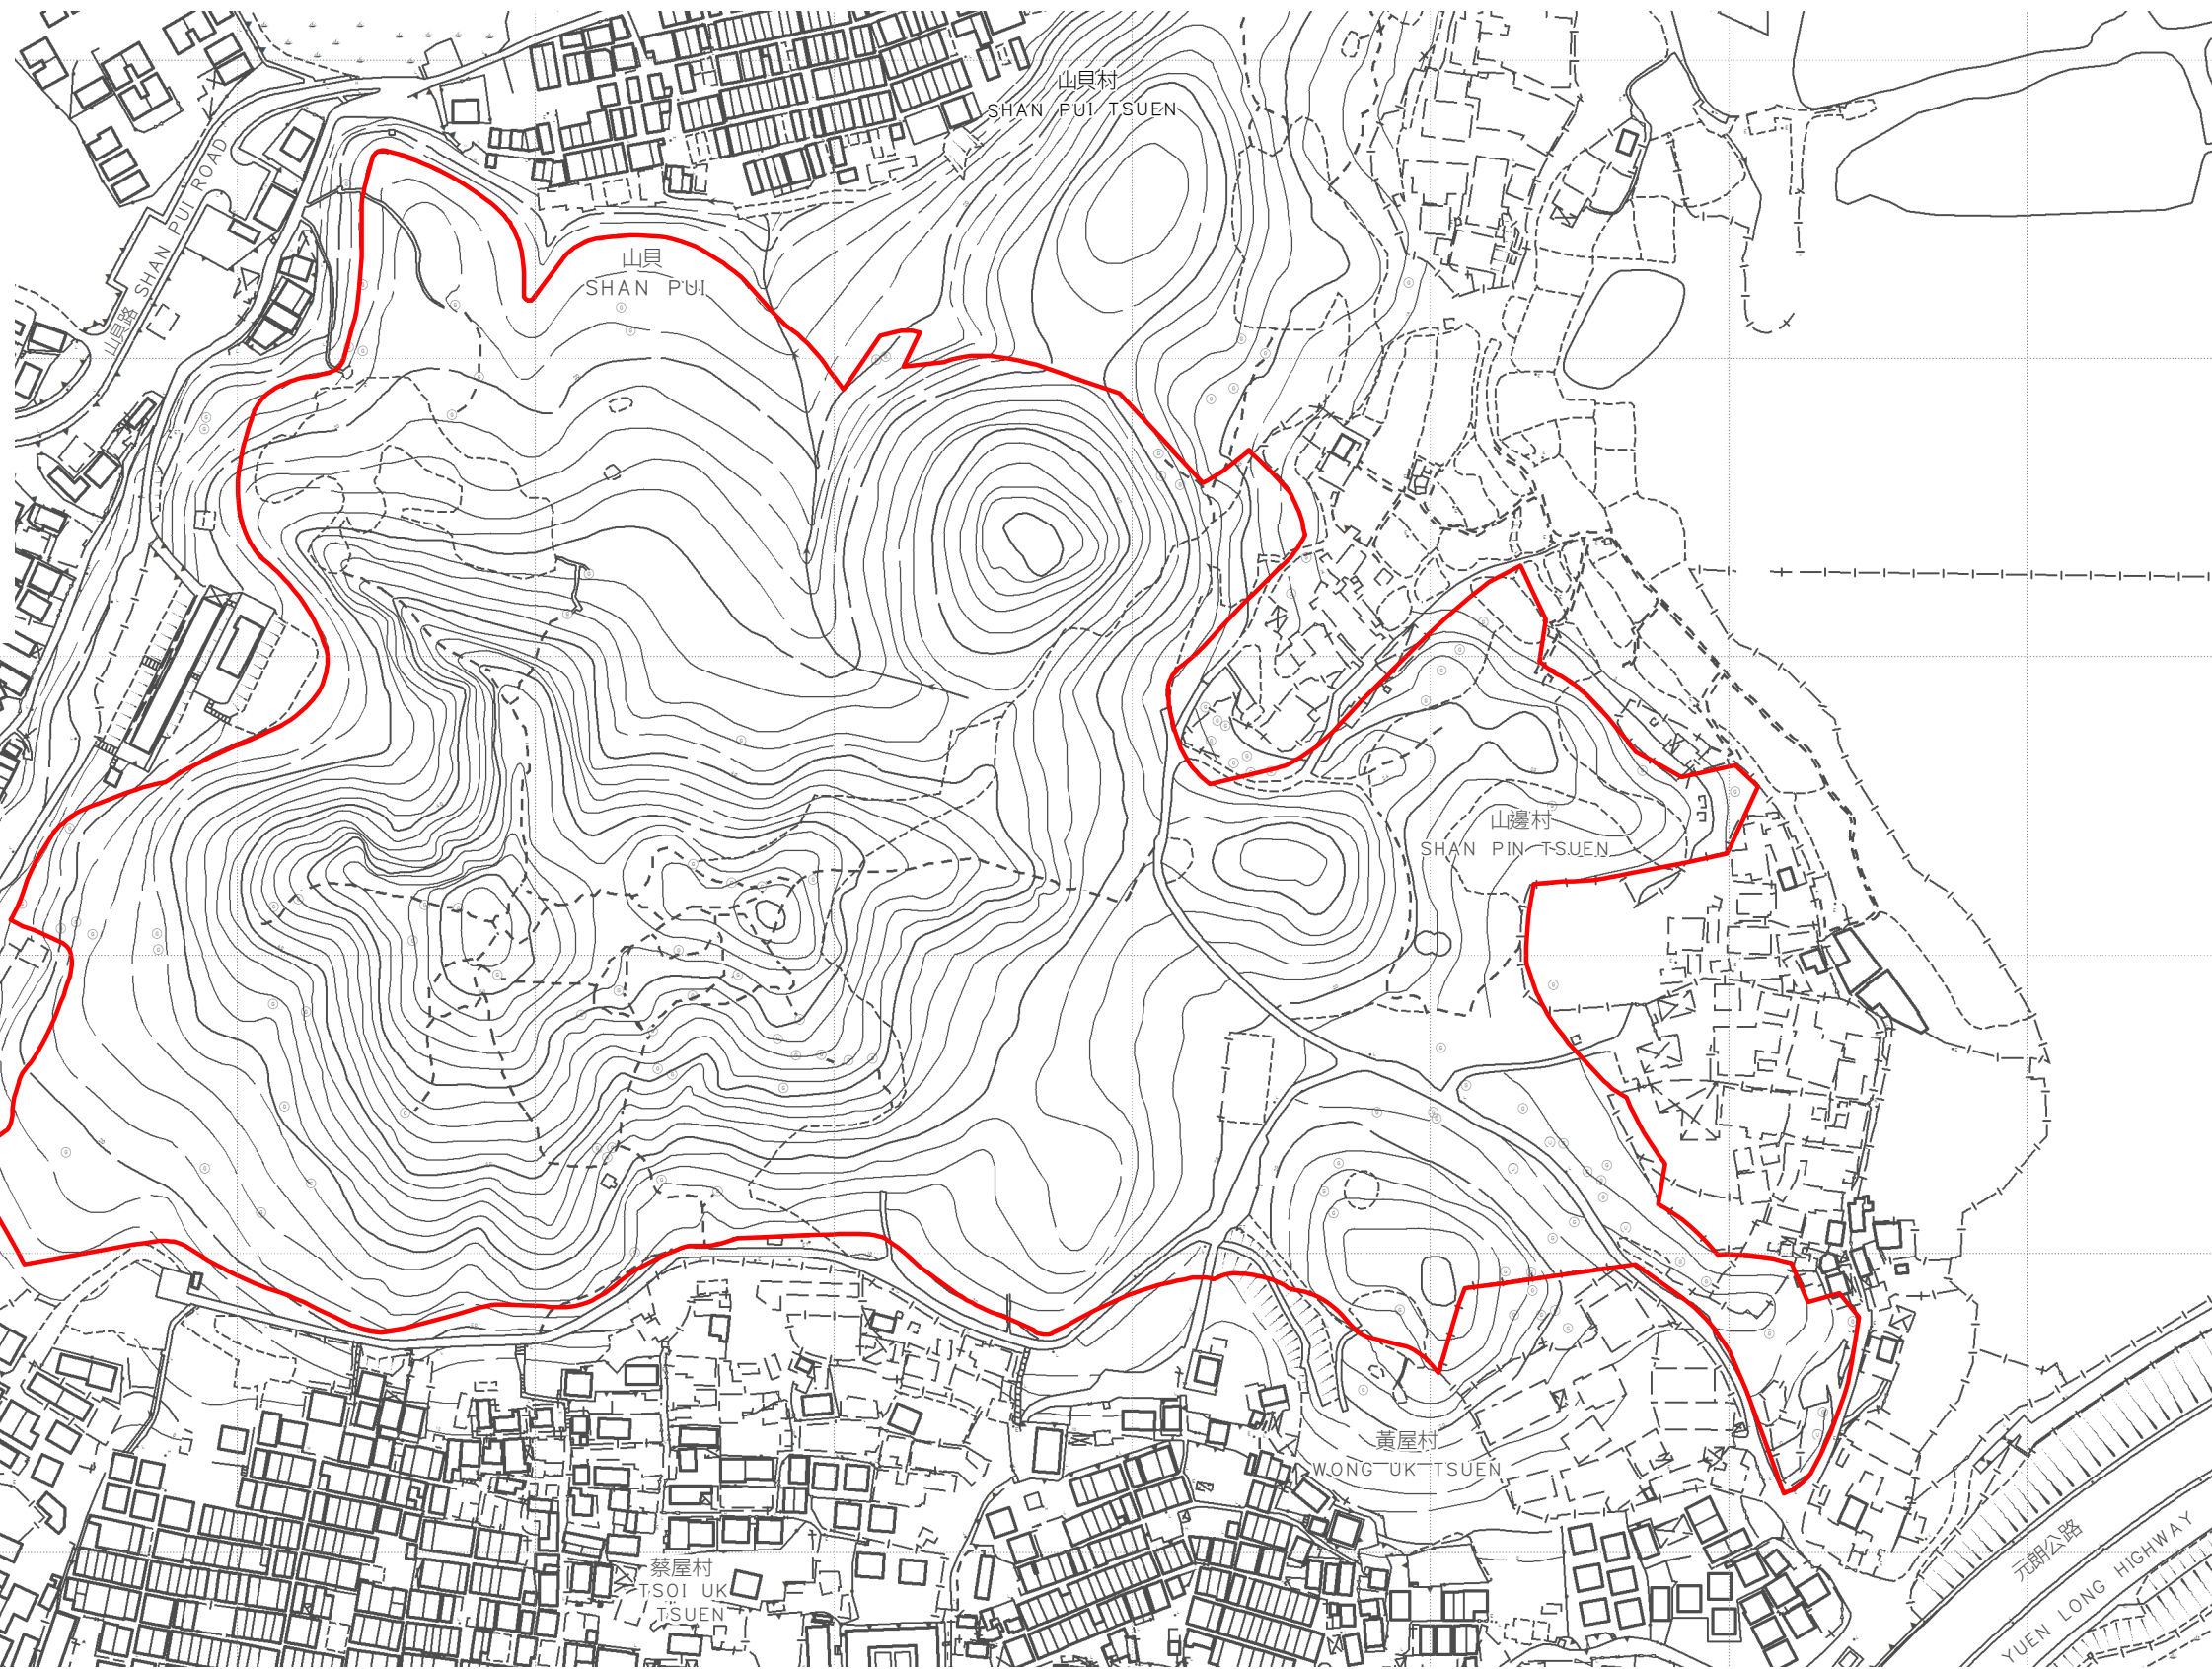 山貝村
SHAN PUI TSUEN
山貝路 SHAN PUI ROAD
山貝
SHAN PUI
山邊村
SHAN PIN TSUEN
黃屋村
WONG UK TSUEN
蔡屋村
TSOI UK
TSUEN
元朗公路
YUEN LONG HIGHWAY